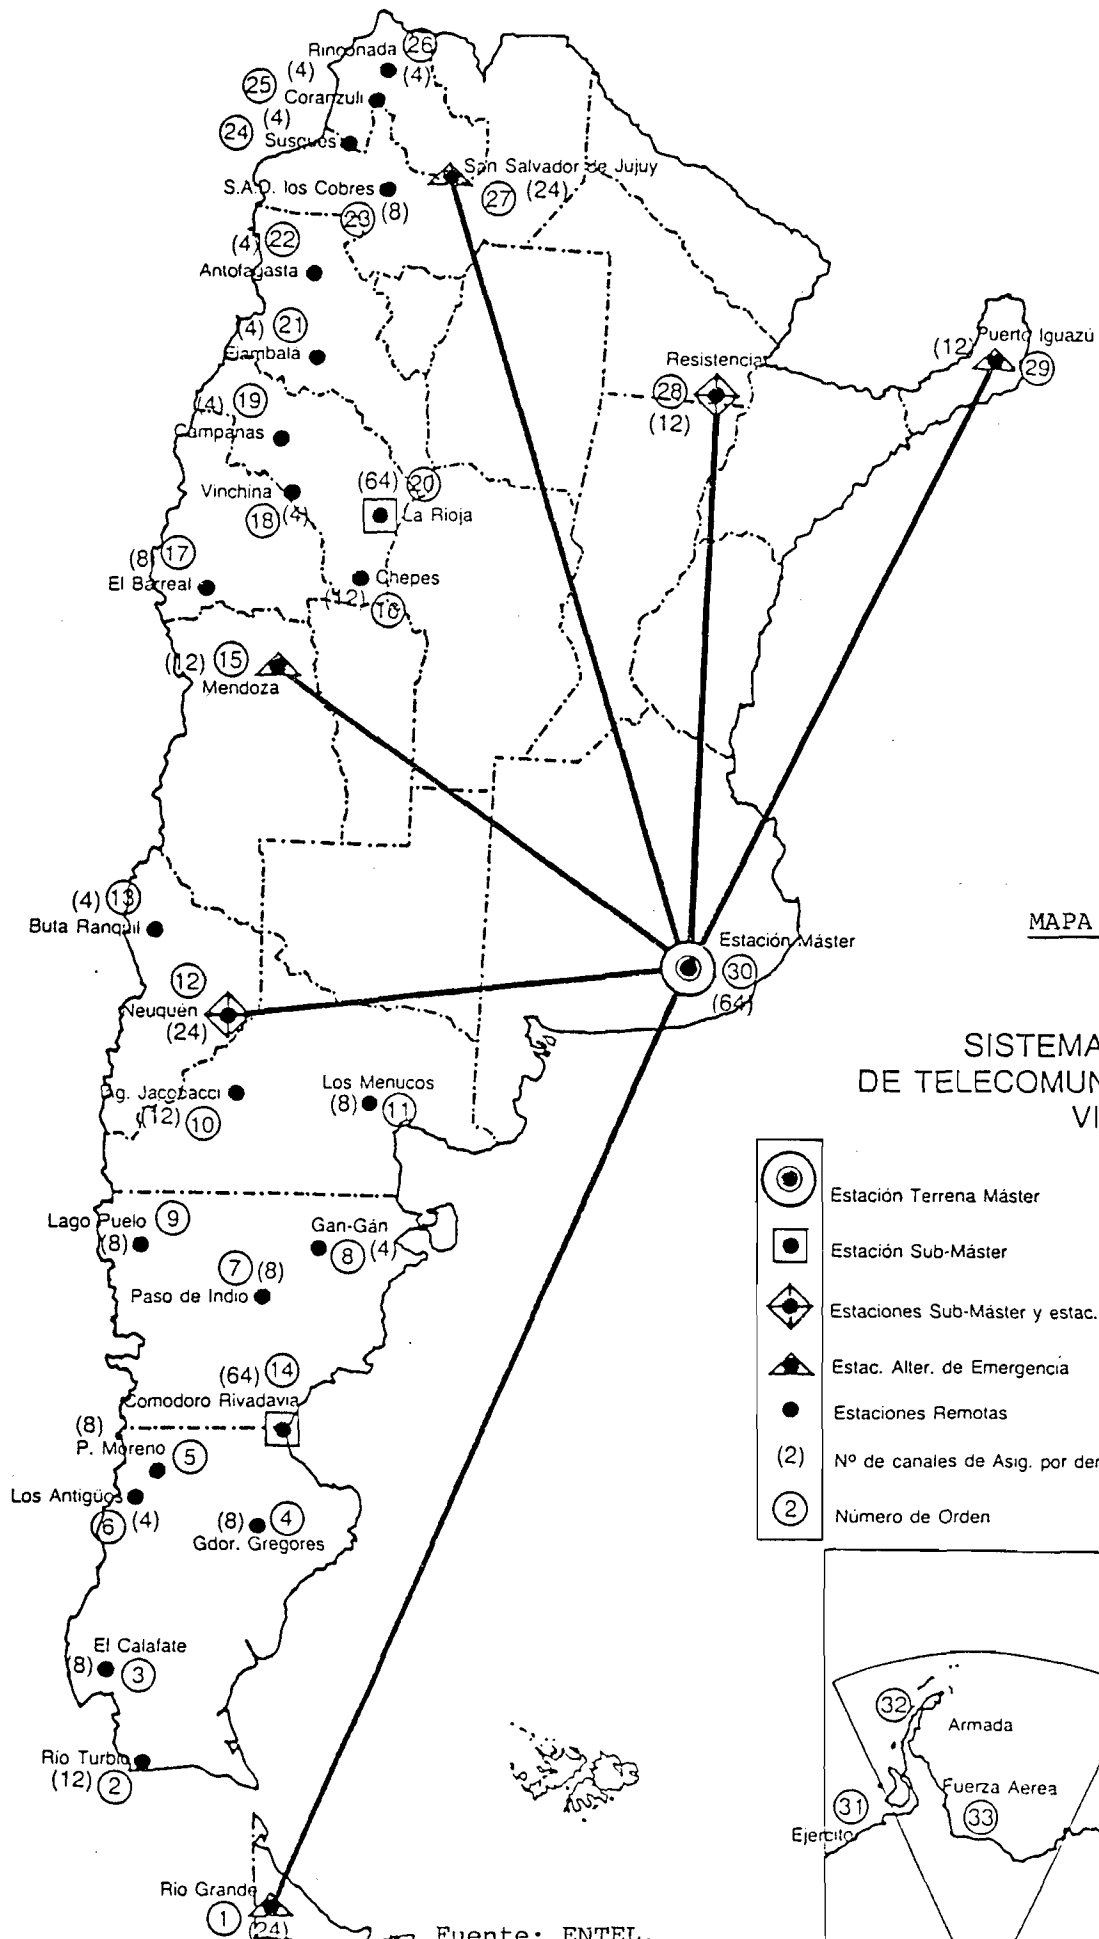 Rinconada
26
(4)
(4)
25
Coranzuli
(4)
24
Susques
San Salvador de Jujuy
27
(24)
S.A.D. los Cobres
(8)
23
22
(4)
Antofagasta
21
(4)
Fiambalá
Resistencia
28
(12)
Puerto Iguazú
(12)
29
19
(4)
Campanas
Vinchina
18
(4)
(64)
20
La Rioja
17
(8)
El Barreal
Chepes
(12)
16
(12)
15
Mendoza
13
(4)
Buta Ranquil
MAPA
Estación Máster
30
(64)
12
Neuquén
(24)
SISTEMA
DE TELECOMUN
VI
Ing. Jacobacci
(12)
10
Los Menucos
(8)
11
Estación Terrena Máster
Lago Puelo
9
(8)
Gan-Gán
8
(4)
Estación Sub-Máster
7
(8)
Paso de Indio
Estaciones Sub-Máster y estac.
(64)
14
Comodoro Rivadavia
Estac. Alter. de Emergencia
Estaciones Remotas
(8)
P. Moreno
5
(2)
Nº de canales de Asig. por der
Los Antigüos
6
(4)
(8)
4
Gdor. Gregores
2
Número de Orden
El Calafate
(8)
3
32
Armada
Río Turbio
(12)
2
31
Ejercito
Fuerza Aerea
33
Rio Grande
1
(24)
Fuente: ENTEL.